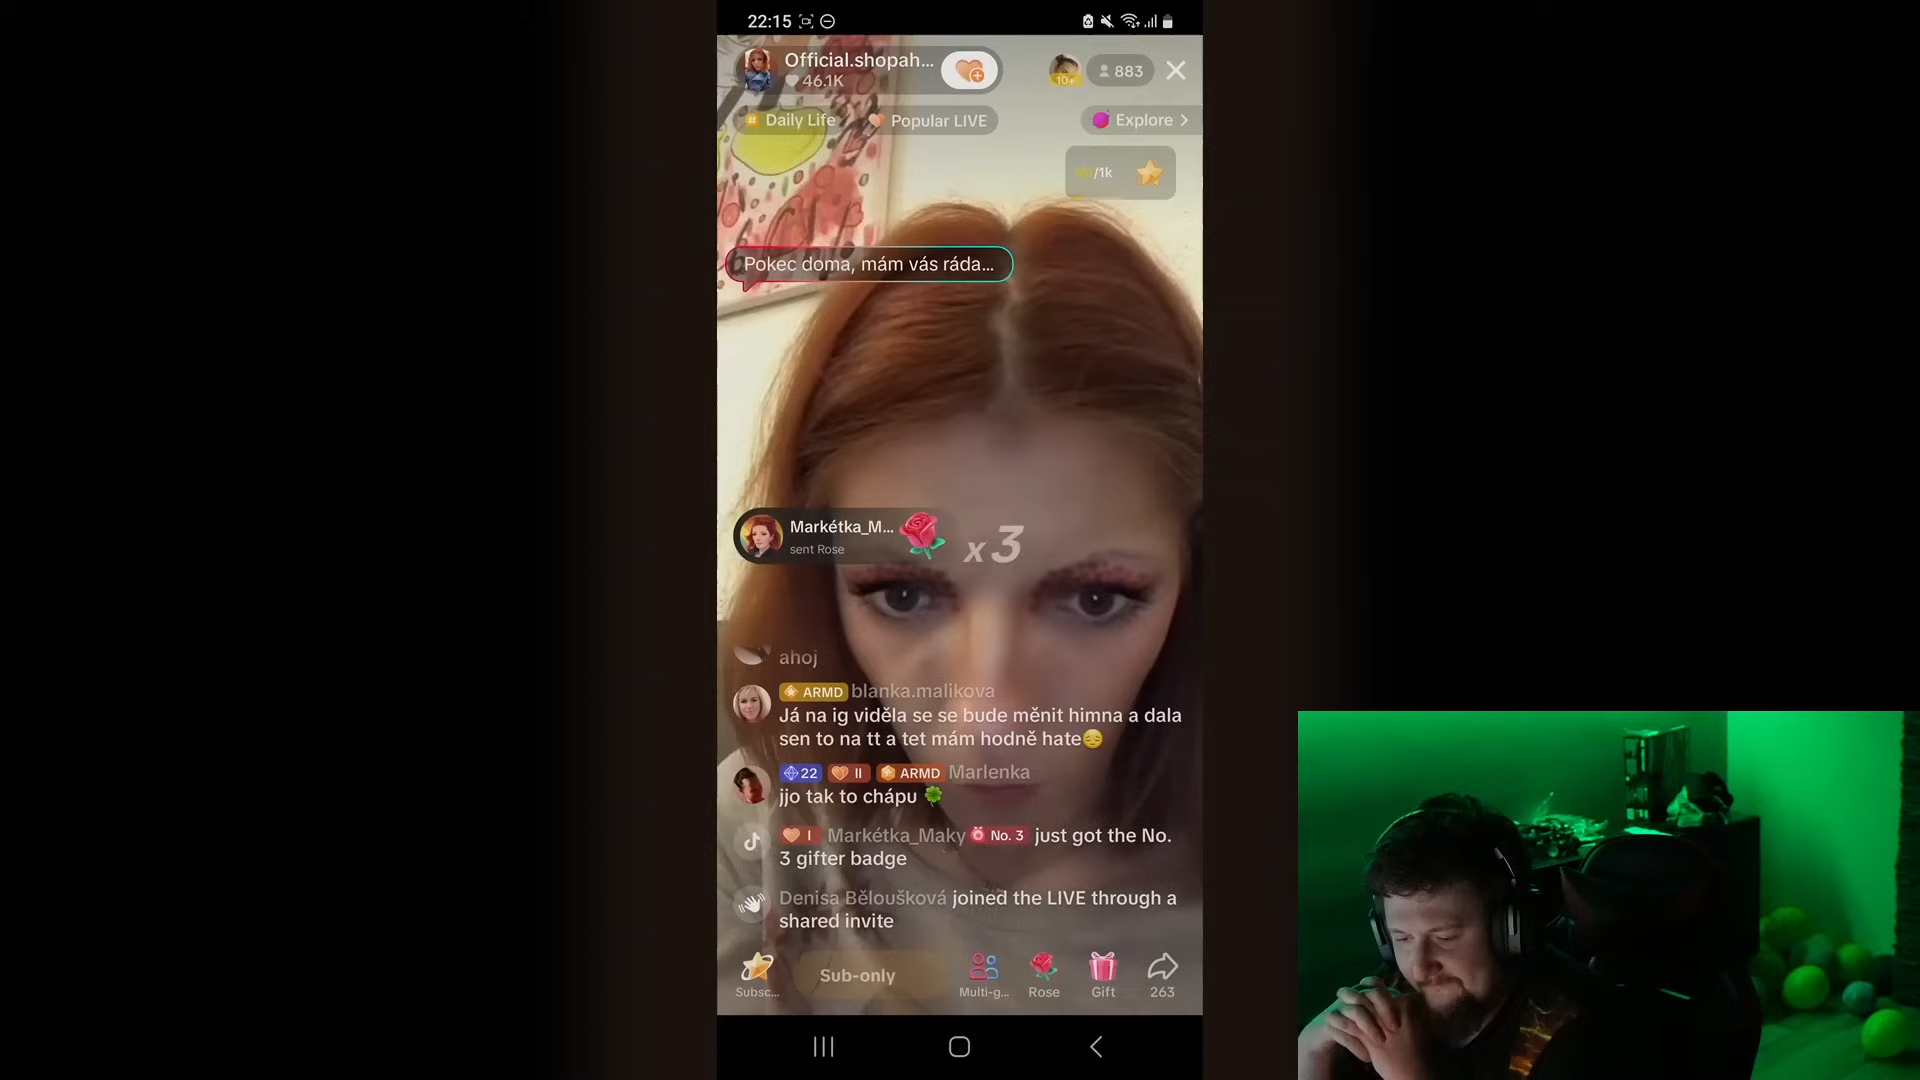 22:15
Official.shopah...
46.1K
10+
883
Daily Life
Popular LIVE
Explore >
/1k
Pokec doma, mám vás ráda...
Markétka_M...
sent Rose
x3
ahoj
ARMD blanka.malikova
Já na ig viděla se se bude měnit himna a dala
sen to na tt a tet mám hodně hate😔
22 II ARMD Marlenka
jjo tak to chápu 🍀
I Markétka_Maky No. 3 just got the No.
3 gifter badge
Denisa Běloušková joined the LIVE through a
shared invite
Sub-only
Subsc...
Multi-g...
Rose
Gift
263